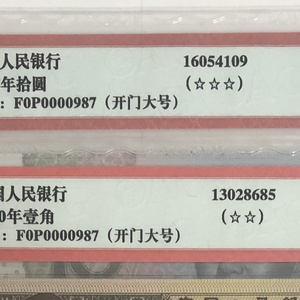 人民银行 16054109
年拾圆 (☆☆☆)
: F0P0000987 (开门大号)
国人民银行 13028685
0年壹角 (☆☆)
: F0P0000987 (开门大号)